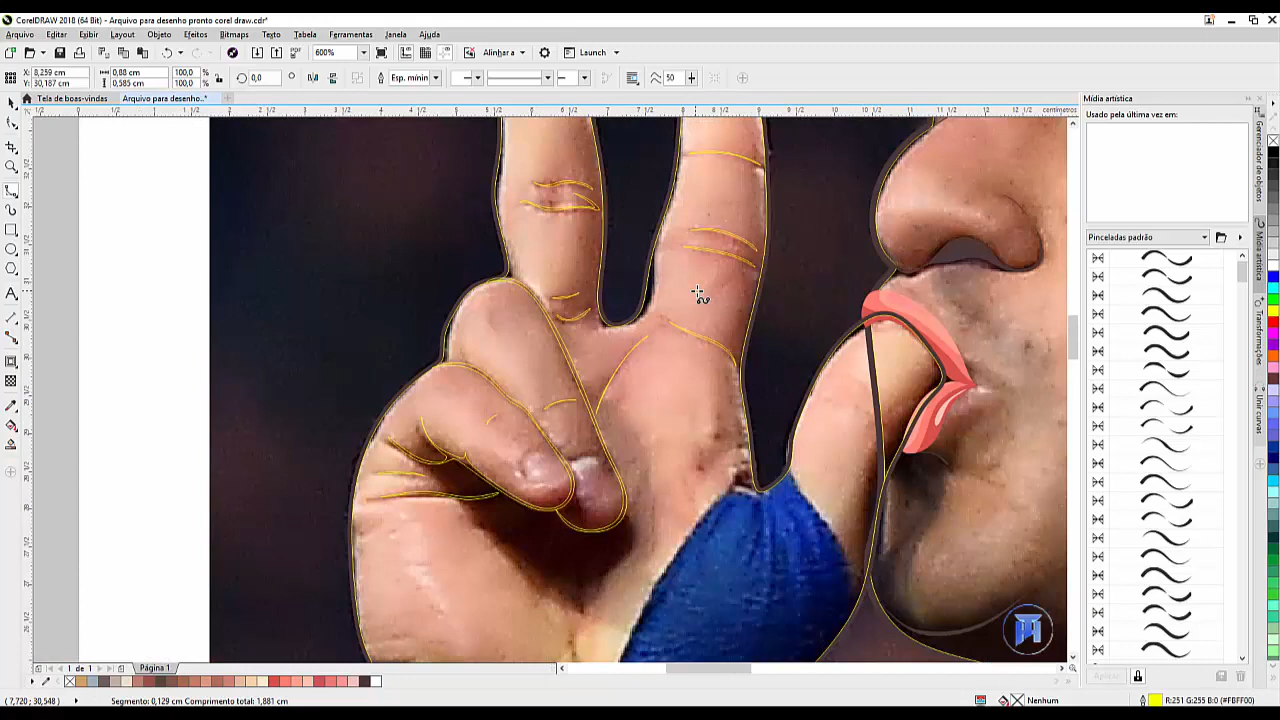 CorelDRAW 2018 (64 Bit) - Arquivo para desenho pronto corel draw.cdr*
Arquivo Editar Exibir Layout Objeto Efeitos Bitmaps Texto Tabela Ferramentas Janela Ajuda
600% Alinhar a Launch
X: 8,259 cm 0,88 cm 100,0 % 0,0 Esp. mínim 50
Y: 30,187 cm 0,585 cm 100,0 %
Tela de boas-vindas Arquivo para desenho...*
centímetros
Mídia artística
Usado pela última vez em:
Pinceladas padrão
Gerenciador de objetos
Mídia artística
Transformações
Unir curvas
Aplicar
1 de 1 Página 1
(7,720; 30,548) Segmento: 0,129 cm Comprimento total: 1,881 cm Nenhum R:251 G:255 B:0 (#FBFF00)